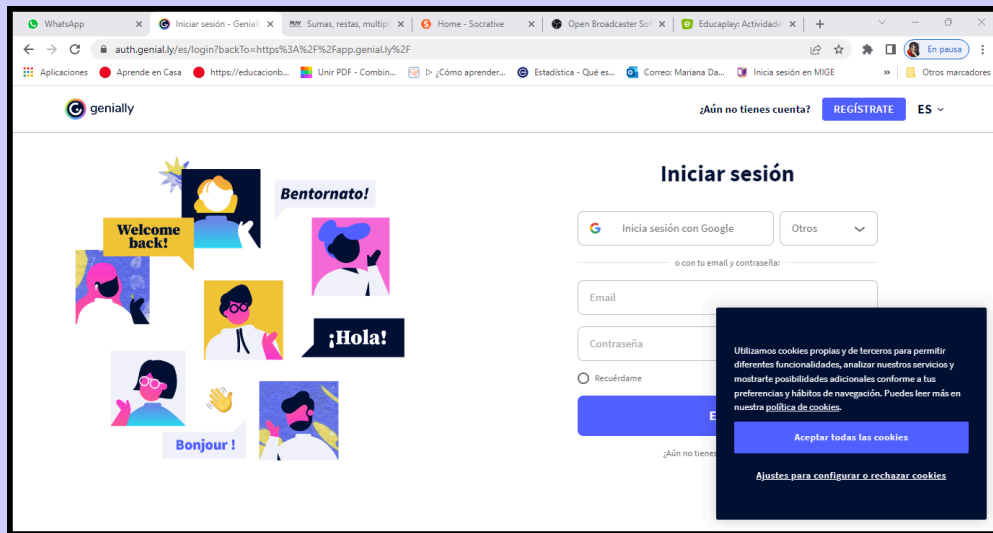 WhatsApp
Iniciar sesión - Geniall
Sumas, restas, multipl
Home - Socrative
Open Broadcaster Sof
Educaplay: Actividade
auth.genial.ly/es/login?backTo=https%3A%2F%2Fapp.genial.ly%2F
En pausa
Aplicaciones
Aprende en Casa
https://educacionb...
Unir PDF - Combin...
▷ ¿Cómo aprender...
Estadística - Qué es...
Correo: Mariana Da...
Inicia sesión en MIGE
»
Otros marcadores
genially
¿Aún no tienes cuenta?
REGÍSTRATE
ES
Bentornato!
Welcome
back!
¡Hola!
Bonjour !
Iniciar sesión
Inicia sesión con Google
Otros
o con tu email y contraseña:
Email
Contraseña
Recuérdame
E
¿Aún no tienes
Utilizamos cookies propias y de terceros para permitir
diferentes funcionalidades, analizar nuestros servicios y
mostrarte posibilidades adicionales conforme a tus
preferencias y hábitos de navegación. Puedes leer más en
nuestra política de cookies.
Aceptar todas las cookies
Ajustes para configurar o rechazar cookies